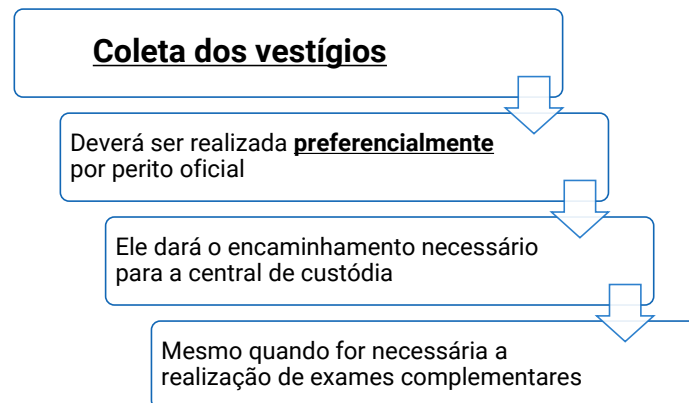 Coleta dos vestígios
Deverá ser realizada preferencialmente
por perito oficial
Ele dará o encaminhamento necessário
para a central de custódia
Mesmo quando for necessária a
realização de exames complementares